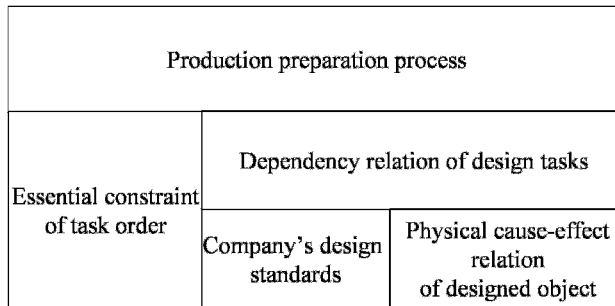 Production preparation process
Essential constraint
of task order
Dependency relation of design tasks
Company's design
standards
Physical cause-effect
relation
of designed object